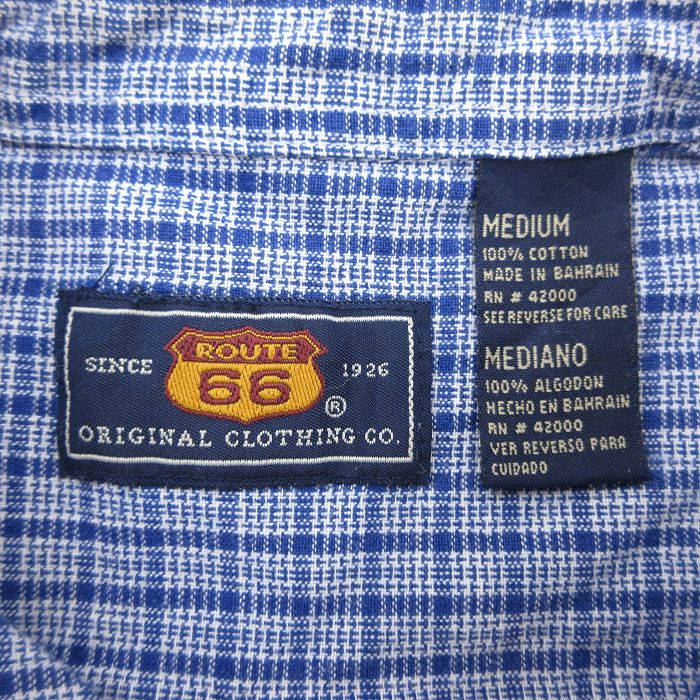 SINCE ROUTE 66 ® 1926
ORIGINAL CLOTHING CO.
MEDIUM
100% COTTON
MADE IN BAHRAIN
RN # 42000
SEE REVERSE FOR CARE
MEDIANO
100% ALGODON
HECHO EN BAHRAIN
RN # 42000
VER REVERSO PARA
CUIDADO